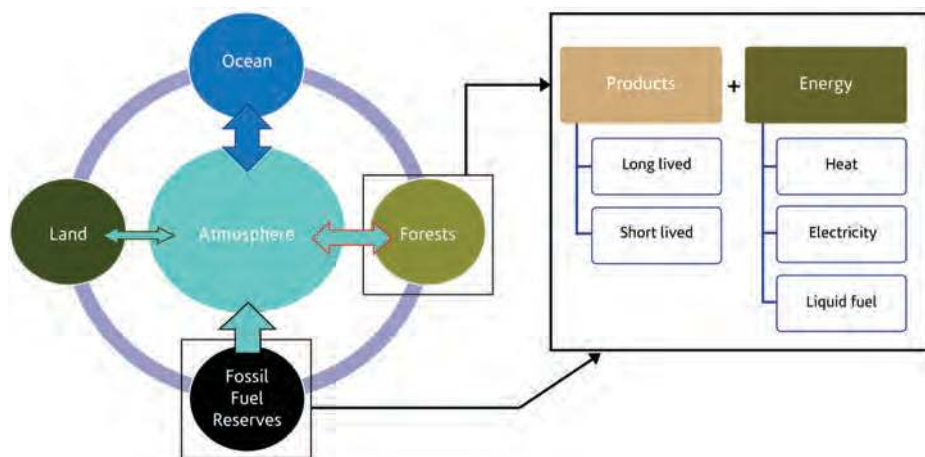 Ocean
Land
Atmosphere
Forests
Fossil
Fuel
Reserves
Products
+
Energy
Long lived
Short lived
Heat
Electricity
Liquid fuel